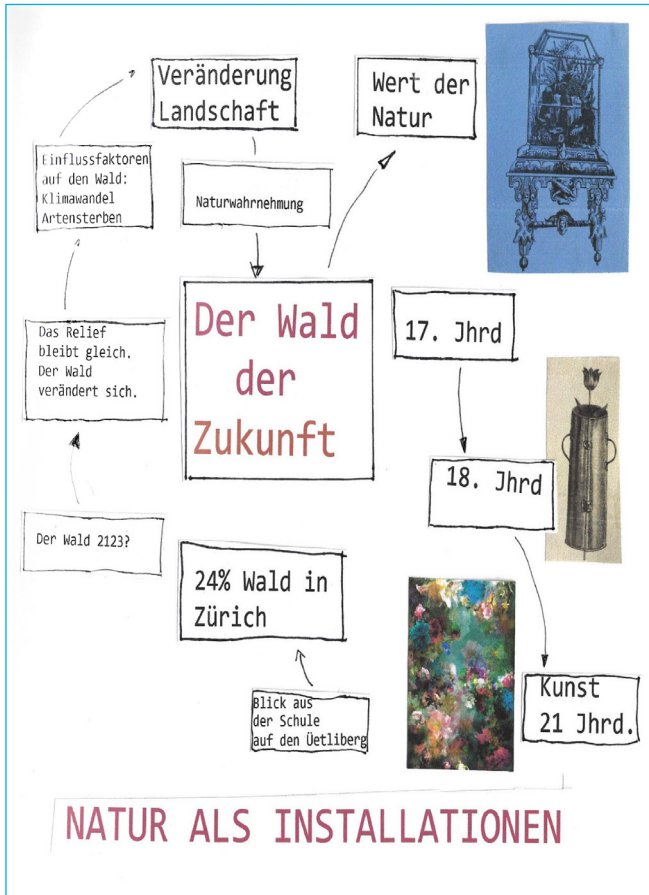 Veränderung
Landschaft
Wert der
Natur
Einflussfaktoren
auf den Wald:
Klimawandel
Artensterben
Naturwahrnehmung
Der Wald
der
Zukunft
17. Jhrd
Das Relief
bleibt gleich.
Der Wald
verändert sich.
18. Jhrd
Der Wald 2123?
24% Wald in
Zürich
Kunst
21 Jhrd.
Blick aus
der Schule
auf den Üetliberg
NATUR ALS INSTALLATIONEN